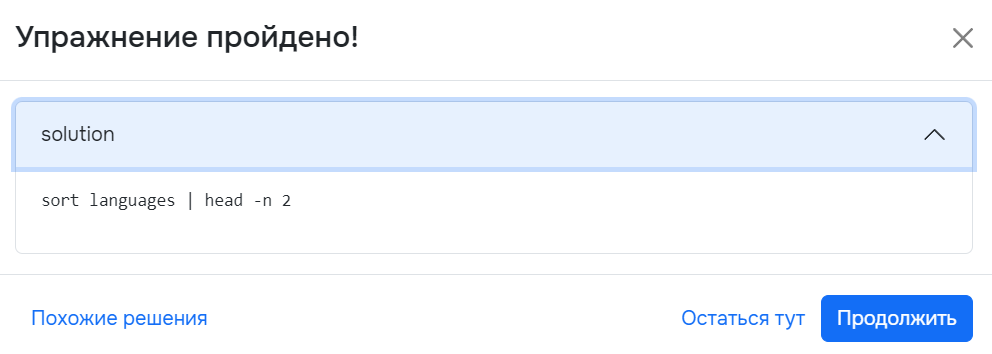 Упражнение пройдено!
solution
sort languages | head -n 2
Похожие решения
Остаться тут
Продолжить